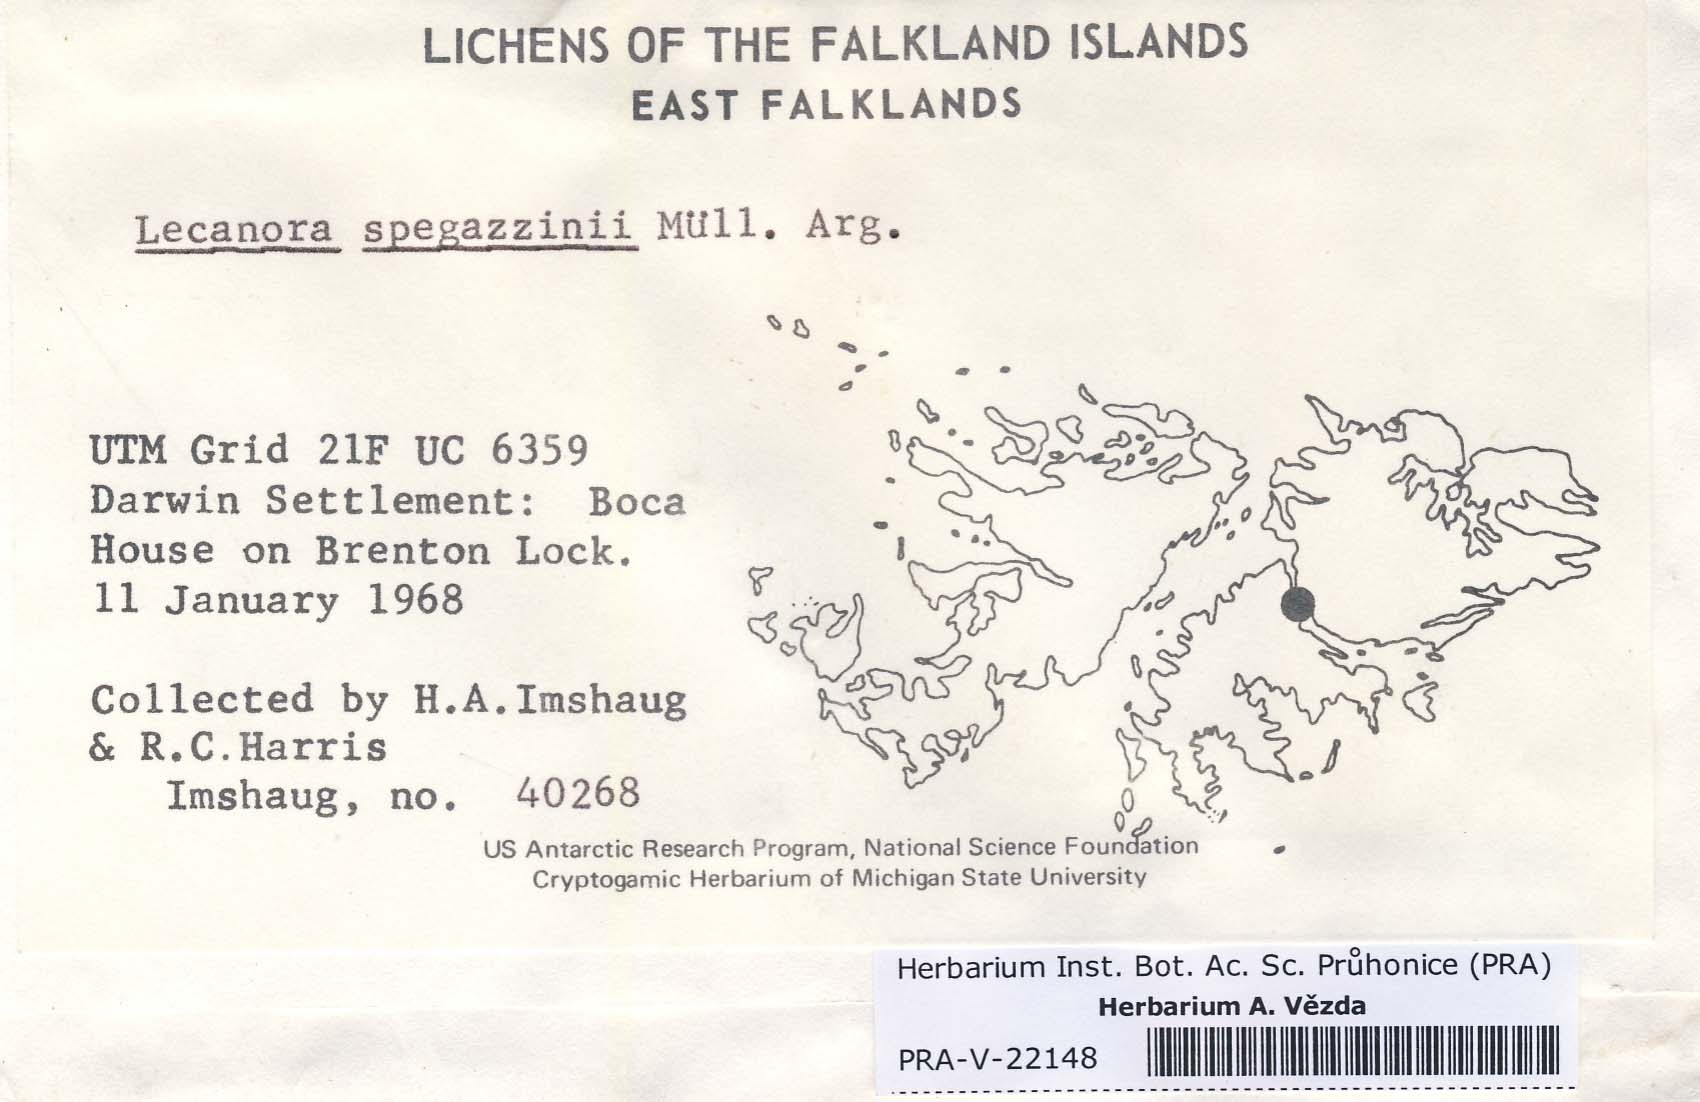 LICHENS OF THE FALKLAND ISLANDS
EAST FALKLANDS
Lecanora spegazzinii Müll. Arg.
UTM Grid 21F UC 6359
Darwin Settlement: Boca
House on Brenton Lock.
11 January 1968
Collected by H.A.Imshaug
& R.C.Harris
Imshaug, no. 40268
US Antarctic Research Program, National Science Foundation
Cryptogamic Herbarium of Michigan State University
Herbarium Inst. Bot. Ac. Sc. Průhonice (PRA)
Herbarium A. Vězda
PRA-V-22148